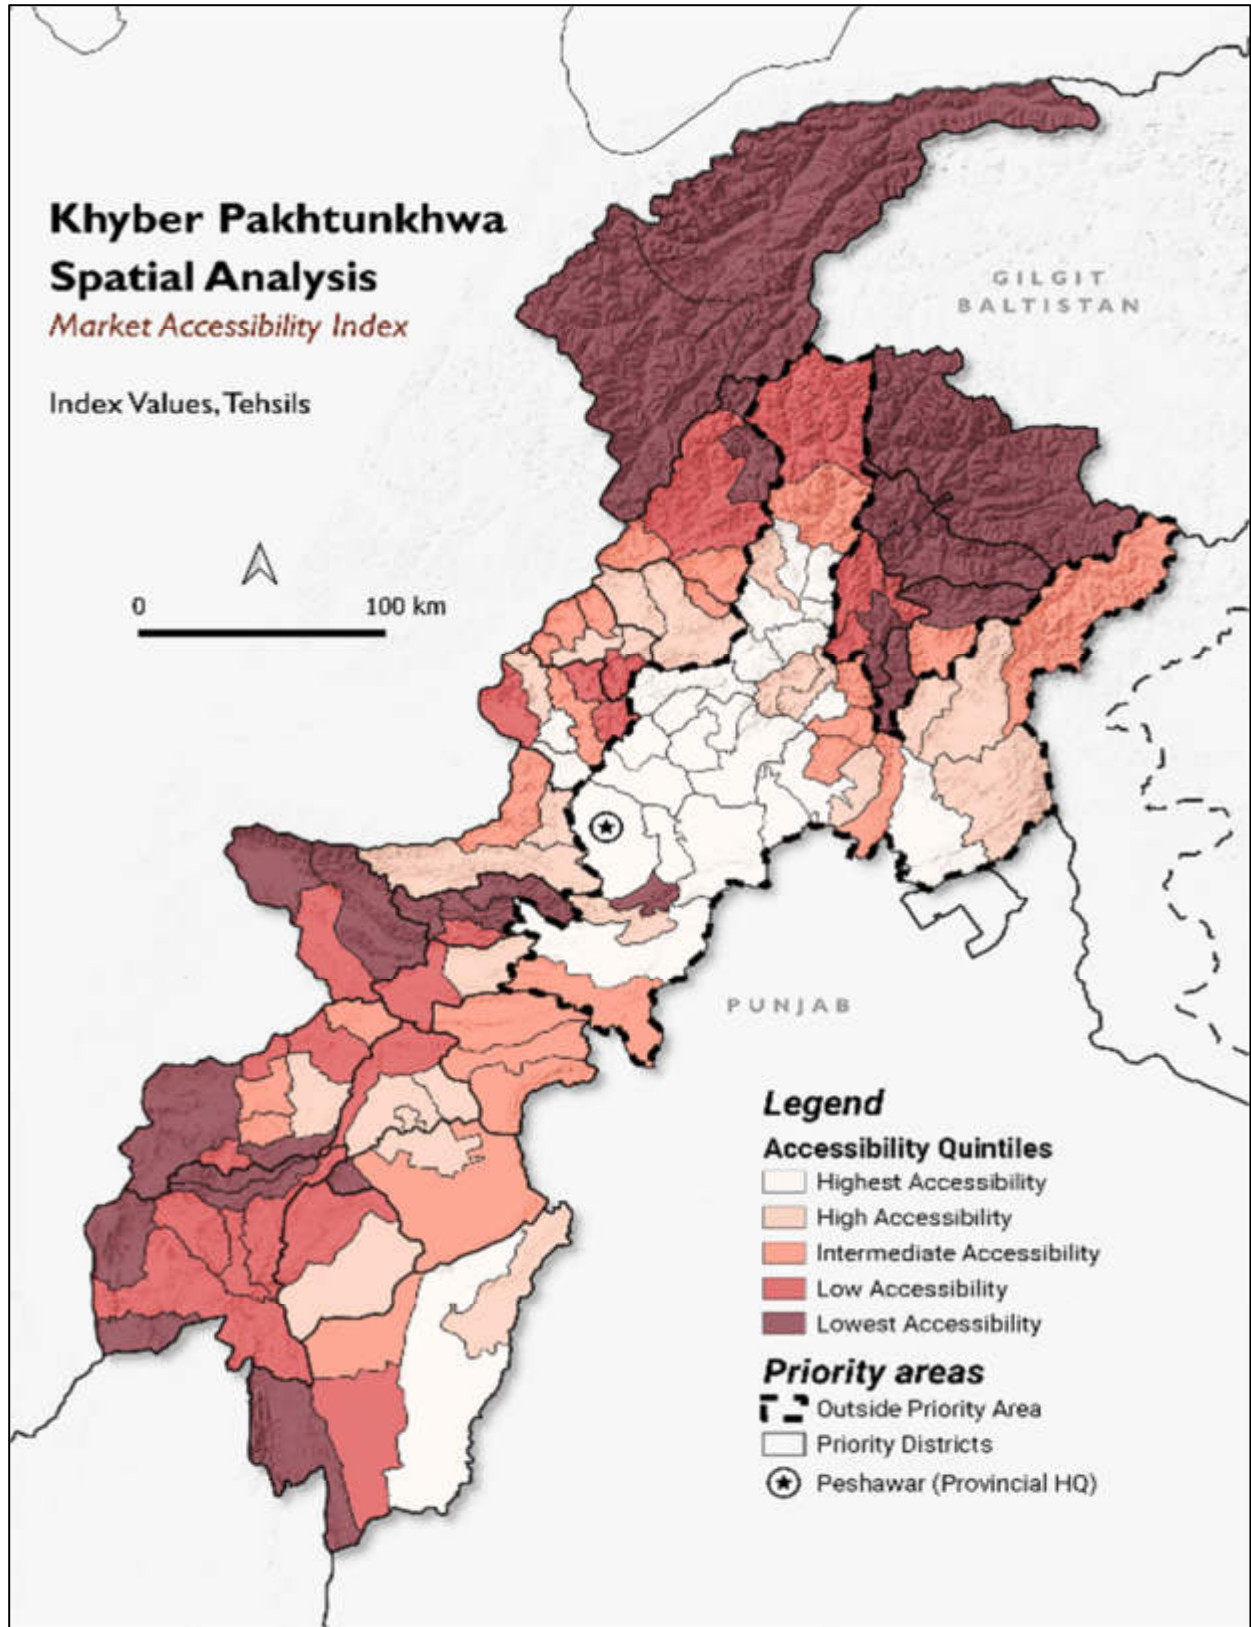 Khyber Pakhtunkhwa
Spatial Analysis
Market Accessibility Index
Index Values, Tehsils
GILGIT
BALTISTAN
0 100 km
PUNJAB
Legend
Accessibility Quintiles
Highest Accessibility
High Accessibility
Intermediate Accessibility
Low Accessibility
Lowest Accessibility
Priority areas
Outside Priority Area
Priority Districts
Peshawar (Provincial HQ)